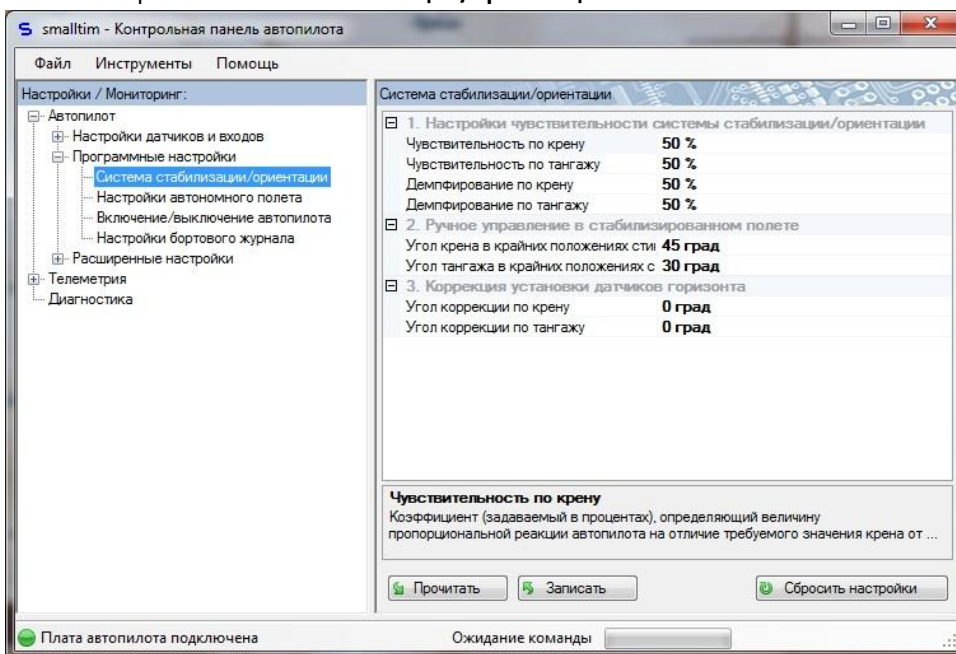 smalltim - Контрольная панель автопилота
Файл Инструменты Помощь
Настройки / Мониторинг:
Автопилот
Настройки датчиков и входов
Программные настройки
Система стабилизации/ориентации
Настройки автономного полета
Включение/выключение автопилота
Настройки бортового журнала
Расширенные настройки
Телеметрия
Диагностика
Система стабилизации/ориентации
1. Настройки чувствительности системы стабилизации/ориентации
Чувствительность по крену 50 %
Чувствительность по тангажу 50 %
Демпфирование по крену 50 %
Демпфирование по тангажу 50 %
2. Ручное управление в стабилизированном полете
Угол крена в крайних положениях сти 45 град
Угол тангажа в крайних положениях с 30 град
3. Коррекция установки датчиков горизонта
Угол коррекции по крену 0 град
Угол коррекции по тангажу 0 град
Чувствительность по крену
Коэффициент (задаваемый в процентах), определяющий величину
пропорциональной реакции автопилота на отличие требуемого значения крена от ...
Прочитать Записать Сбросить настройки
Плата автопилота подключена Ожидание команды